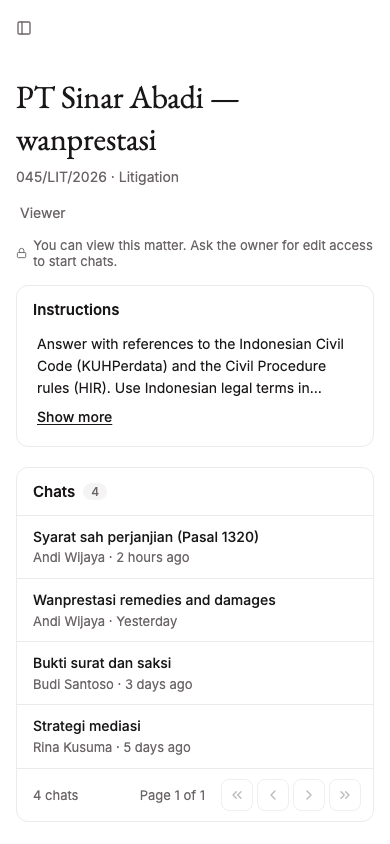 PT Sinar Abadi —
wanprestasi
045/LIT/2026 · Litigation
Viewer
You can view this matter. Ask the owner for edit access
to start chats.
Instructions
Answer with references to the Indonesian Civil
Code (KUHPerdata) and the Civil Procedure
rules (HIR). Use Indonesian legal terms in...
Show more
Chats 4
Syarat sah perjanjian (Pasal 1320)
Andi Wijaya · 2 hours ago
Wanprestasi remedies and damages
Andi Wijaya · Yesterday
Bukti surat dan saksi
Budi Santoso · 3 days ago
Strategi mediasi
Rina Kusuma · 5 days ago
4 chats Page 1 of 1